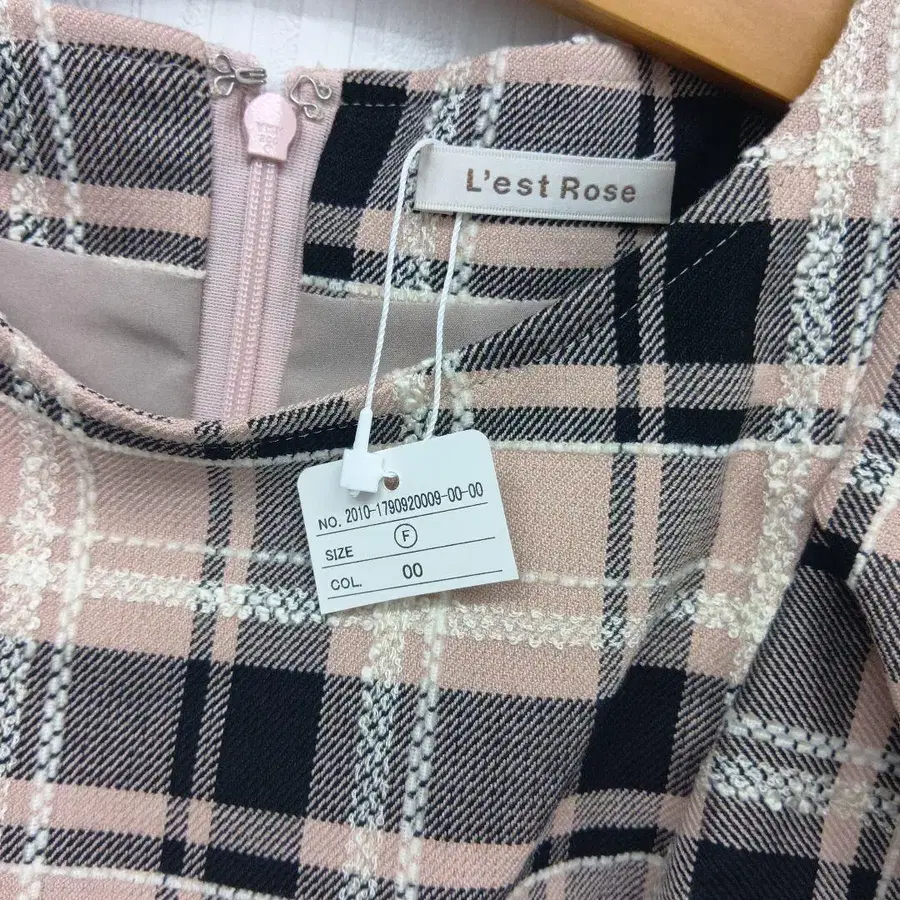 L'est Rose
NO. 2010-1790920009-00-00
SIZE F
COL. 00